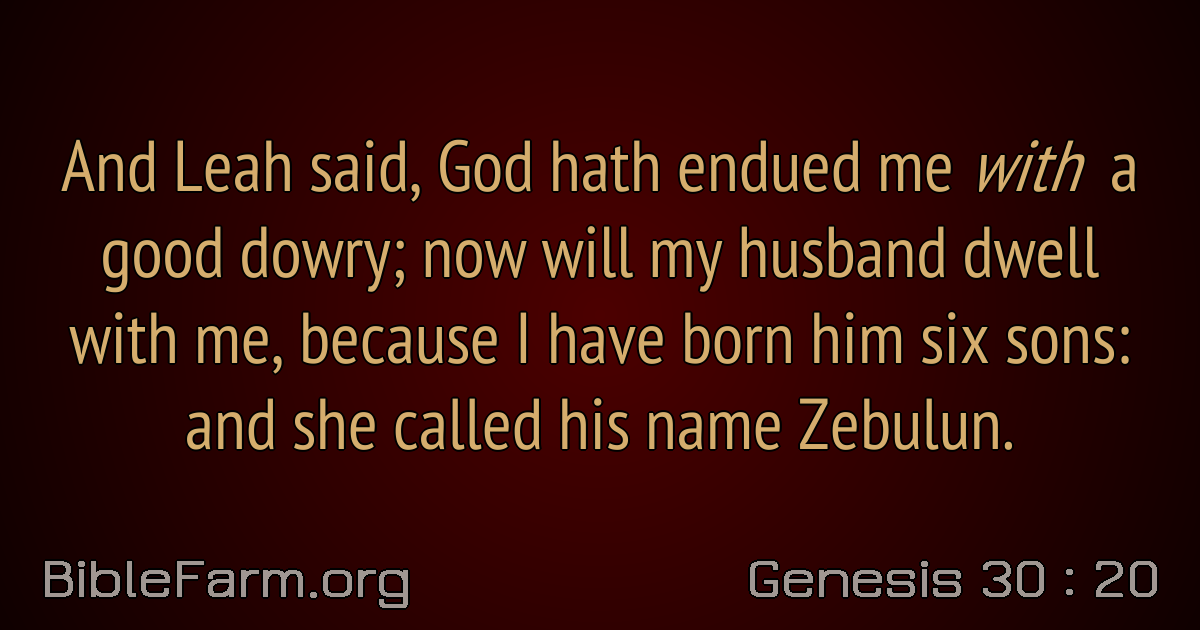 And Leah said, God hath endued me with a
good dowry; now will my husband dwell
with me, because I have born him six sons:
and she called his name Zebulun.
BibleFarm.org
Genesis 30 : 20